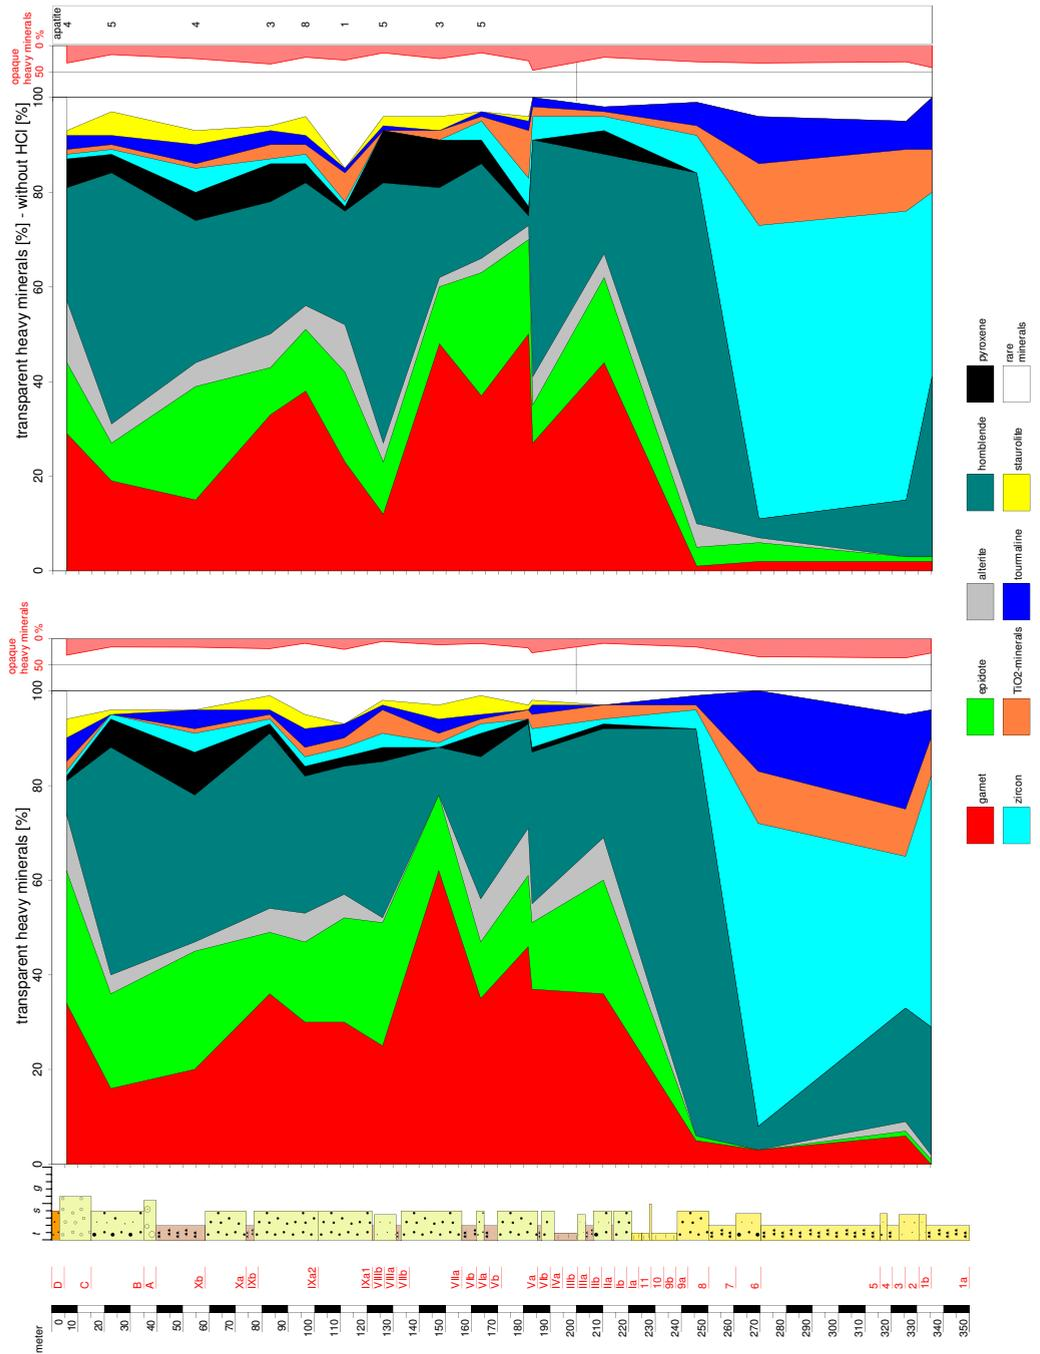 apatite
4
5
4
3
8
1
5
3
5
opaque
heavy minerals
0 %
50
transparent heavy minerals [%] - without HCl [%]
100
80
60
40
20
0
opaque
heavy minerals
0 %
50
transparent heavy minerals [%]
100
80
60
40
20
0
g
s
t
D
C
B
A
Xb
Xa
IXb
IXa2
IXa1
VIIIb
VIIIa
VIIb
VIIa
VIb
VIa
Vb
Va
IVb
IVa
IIIb
IIIa
IIb
IIa
Ib
Ia
11
10
9b
9a
8
7
6
5
4
3
2
1b
1a
meter
0
10
20
30
40
50
60
70
80
90
100
110
120
130
140
150
160
170
180
190
200
210
220
230
240
250
260
270
280
290
300
310
320
330
340
350
garnet
epidote
alterite
hornblende
pyroxene
zircon
TiO2-minerals
tourmaline
staurolite
rare
minerals